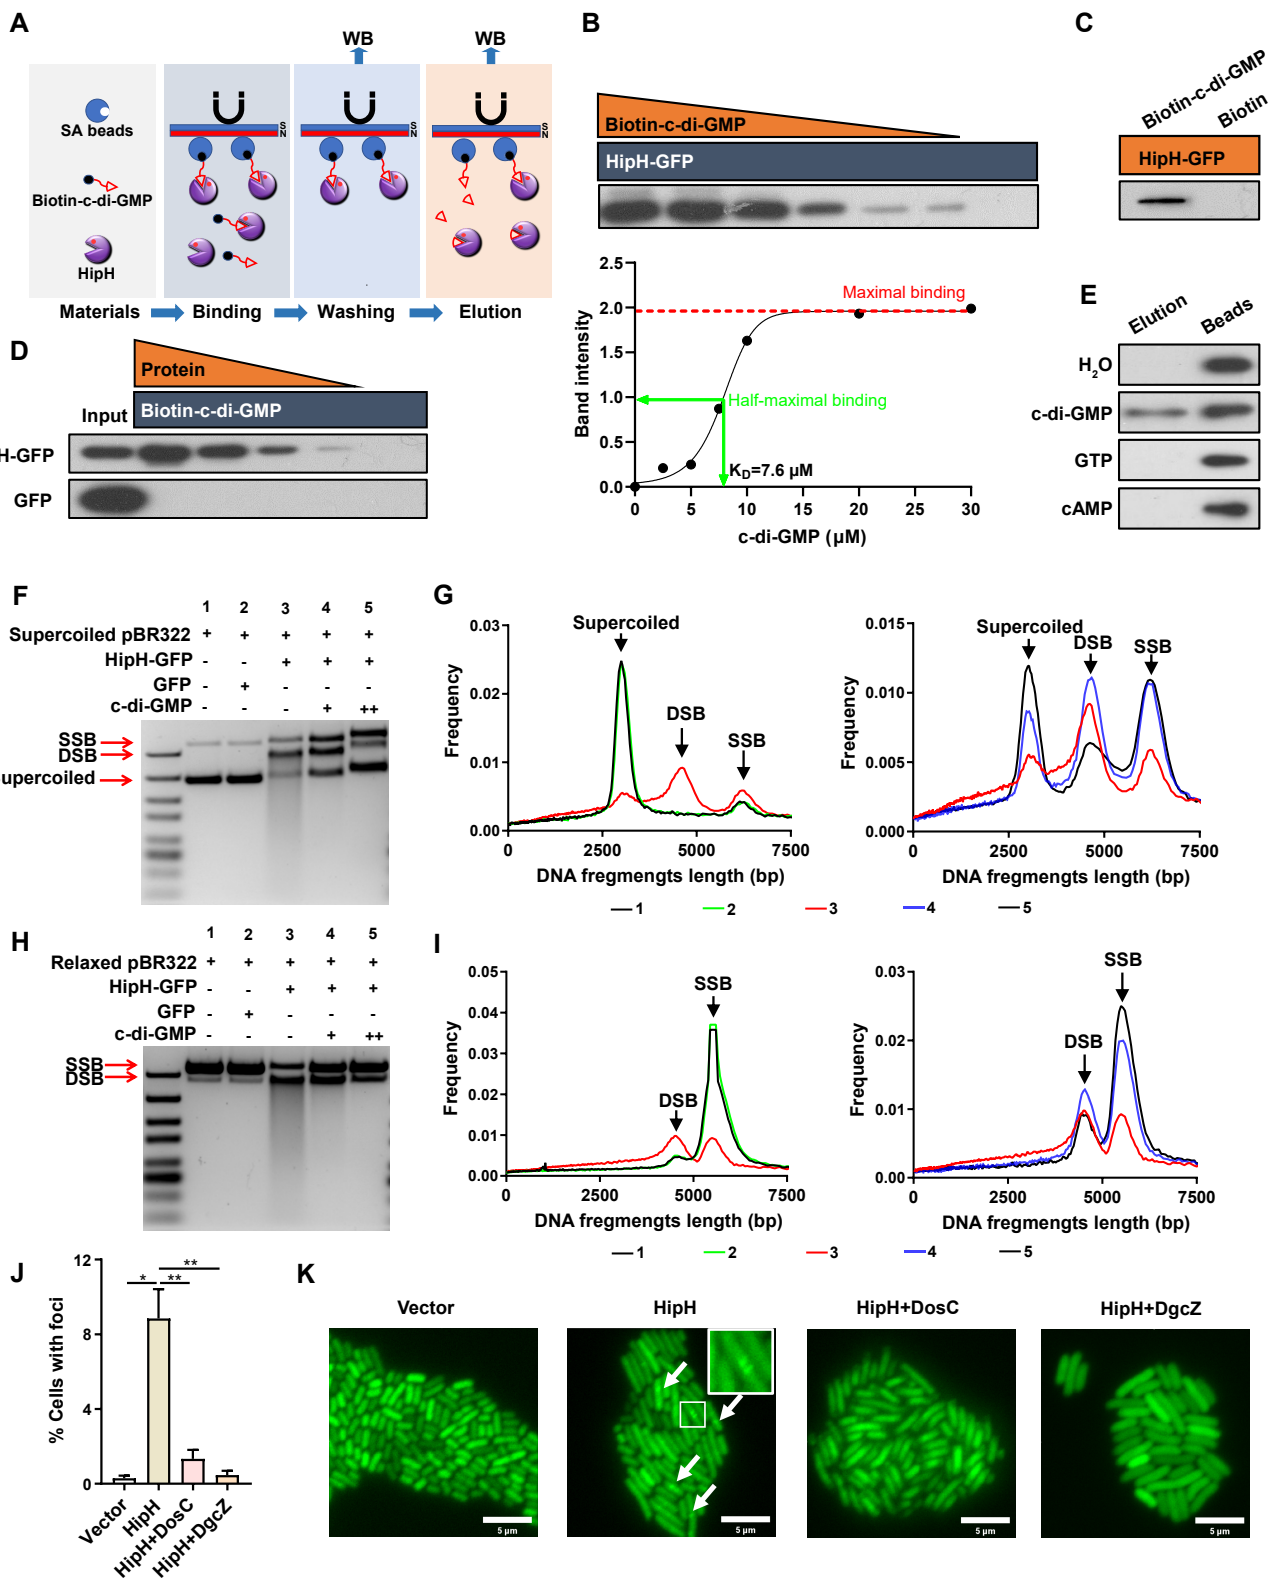 A
WB
WB
SA beads
Biotin-c-di-GMP
HipH
S
N
S
N
S
N
Materials
Binding
Washing
Elution
B
Biotin-c-di-GMP
HipH-GFP
2.5
2.0
1.5
1.0
0.5
0.0
Band intensity
Maximal binding
Half-maximal binding
KD=7.6 μM
0 5 10 15 20 25 30
c-di-GMP (μM)
C
Biotin-c-di-GMP
Biotin
HipH-GFP
D
Protein
Input
Biotin-c-di-GMP
H-GFP
GFP
E
Elution
Beads
H2O
c-di-GMP
GTP
cAMP
F
1 2 3 4 5
Supercoiled pBR322 + + + + +
HipH-GFP - - + + +
GFP - + - - -
c-di-GMP - - - + ++
SSB
DSB
Supercoiled
G
0.03
0.02
0.01
0.00
Frequency
Supercoiled
DSB
SSB
0 2500 5000 7500
DNA fregmengts length (bp)
0.015
0.010
0.005
0.000
Frequency
Supercoiled
DSB
SSB
0 2500 5000 7500
DNA fregmengts length (bp)
1 2 3 4 5
H
1 2 3 4 5
Relaxed pBR322 + + + + +
HipH-GFP - - + + +
GFP - + - - -
c-di-GMP - - - + ++
SSB
DSB
I
0.05
0.04
0.03
0.02
0.01
0.00
Frequency
SSB
DSB
0 2500 5000 7500
DNA fregmengts length (bp)
0.03
0.02
0.01
0.00
Frequency
SSB
DSB
0 2500 5000 7500
DNA fregmengts length (bp)
1 2 3 4 5
J
12
8
4
0
% Cells with foci
* ** **
Vector
HipH
HipH+DosC
HipH+DgcZ
K
Vector
HipH
HipH+DosC
HipH+DgcZ
5 μm
5 μm
5 μm
5 μm